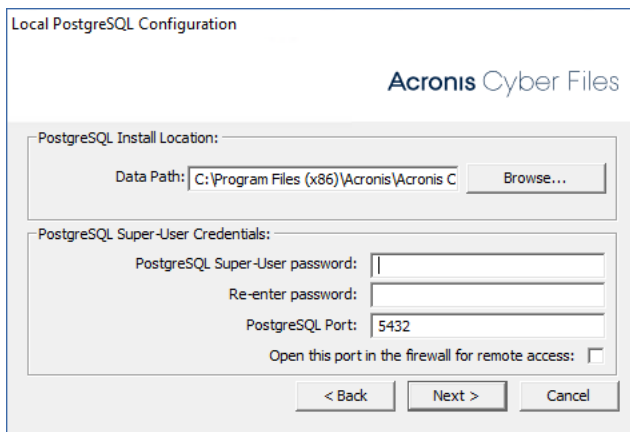 Local PostgreSQL Configuration
Acronis Cyber Files
PostgreSQL Install Location:
Data Path: C:\Program Files (x86)\Acronis\Acronis C Browse...
PostgreSQL Super-User Credentials:
PostgreSQL Super-User password:
Re-enter password:
PostgreSQL Port: 5432
Open this port in the firewall for remote access:
< Back Next > Cancel